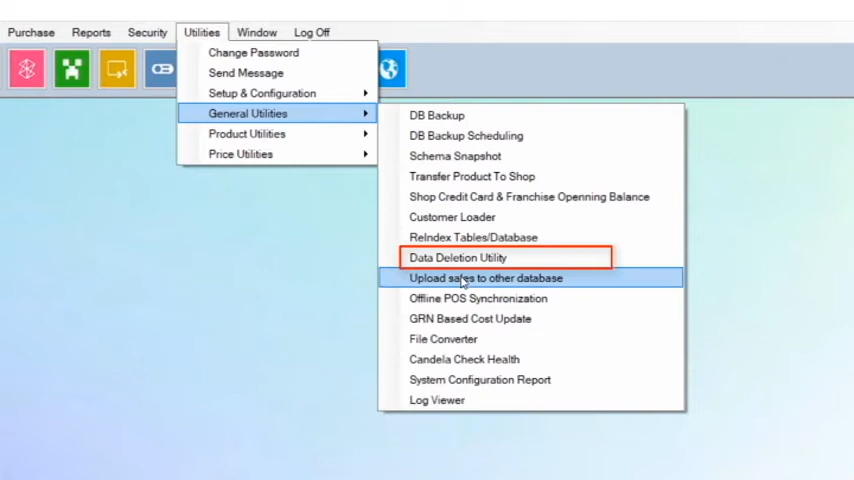 Purchase Reports Security Utilities Window Log Off
Change Password
Send Message
Setup & Configuration
General Utilities
Product Utilities
Price Utilities
DB Backup
DB Backup Scheduling
Schema Snapshot
Transfer Product To Shop
Shop Credit Card & Franchise Openning Balance
Customer Loader
ReIndex Tables/Database
Data Deletion Utility
Upload sales to other database
Offline POS Synchronization
GRN Based Cost Update
File Converter
Candela Check Health
System Configuration Report
Log Viewer